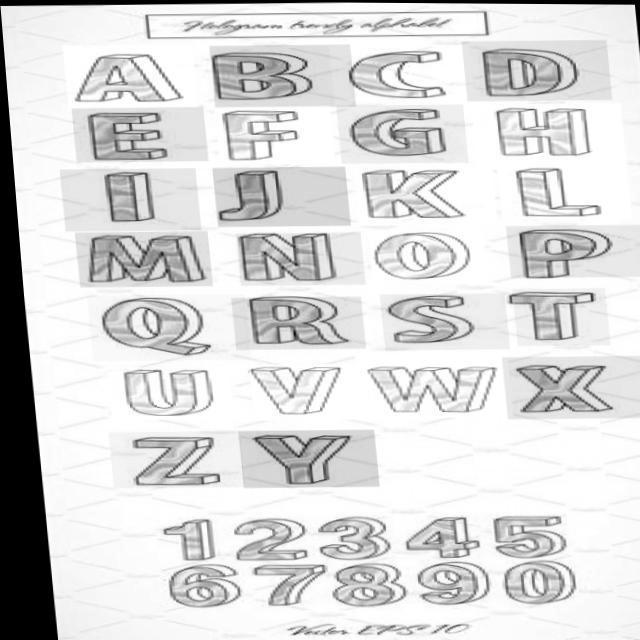 Hologram trendy alphabet
A B C D
E F G H
I J K L
M N O P
Q R S T
U V W X
Z Y
1 2 3 4 5
6 7 8 9 0
Vector EPS 10